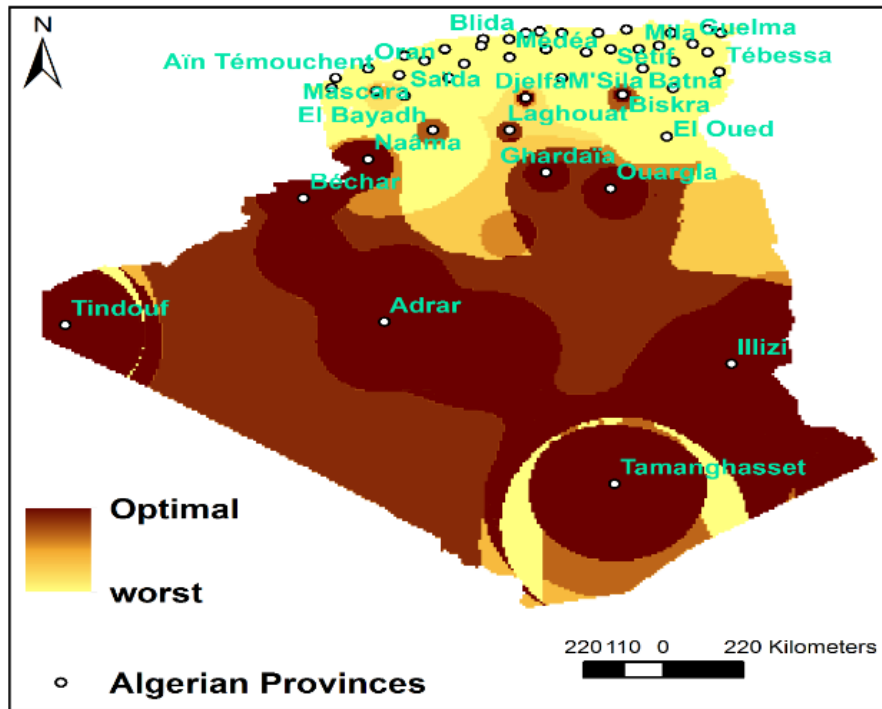 N
Blida
Mila
Guelma
Médéa
Oran
Sétif
Tébessa
Aïn Témouchent
Saïda
Djelfa
M'Sila
Batna
Mascara
Biskra
El Bayadh
Laghouat
El Oued
Naâma
Ghardaïa
Ouargla
Béchar
Tindouf
Adrar
Illizi
Tamanghasset
Optimal
worst
220 110 0 220 Kilometers
Algerian Provinces